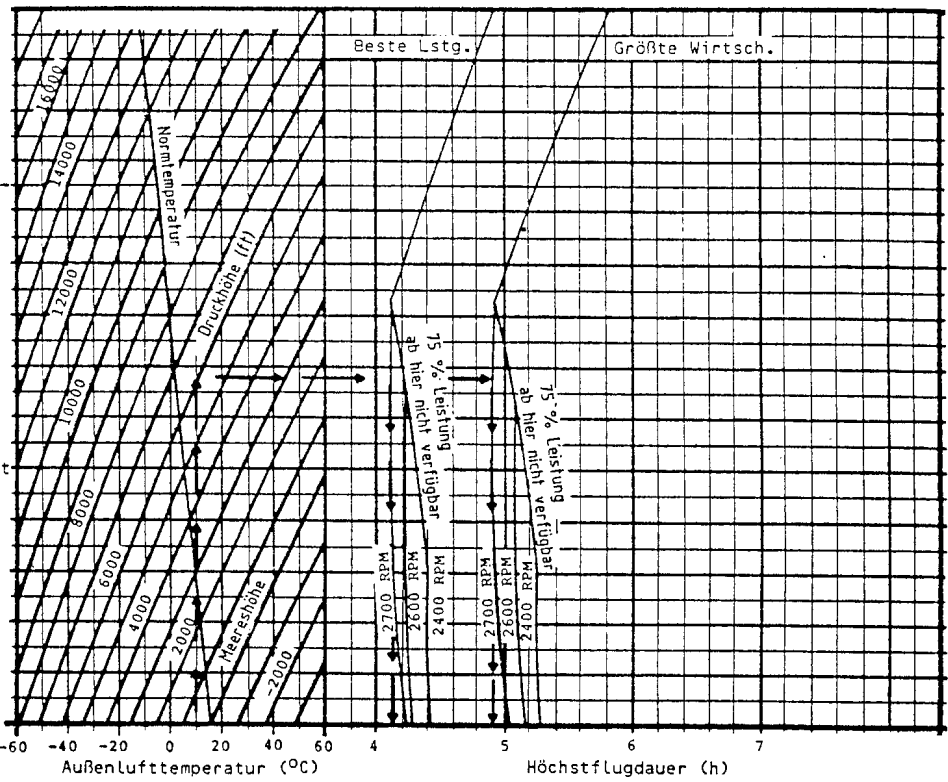 Beste Lstg.
Größte Wirtsch.
16000
14000
12000
10000
8000
6000
4000
2000
Meereshöhe
-2000
Normtemperatur
Druckhöhe (ft)
75 % Leistung
ab hier nicht verfügbar
75 % Leistung
ab hier nicht verfügbar
2700 RPM
2600 RPM
2400 RPM
2700 RPM
2600 RPM
2400 RPM
t
-60 -40 -20 0 20 40 60 4 5 6 7
Außenlufttemperatur (°C)
Höchstflugdauer (h)